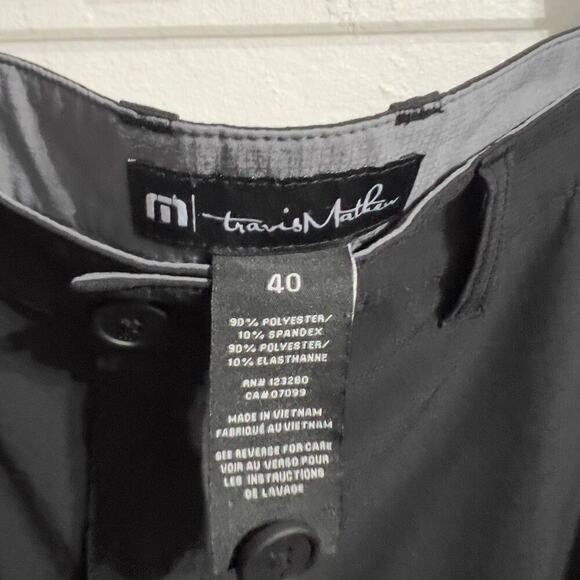 m travisMathew
40
90% POLYESTER/
10% SPANDEX
90% POLYESTER/
10% ELASTHANNE
RN# 123280
CA# 07099
MADE IN VIETNAM
FABRIQUÉ AU VIETNAM
SEE REVERSE FOR CARE
VOIR AU VERSO POUR
LES INSTRUCTIONS
DE LAVAGE